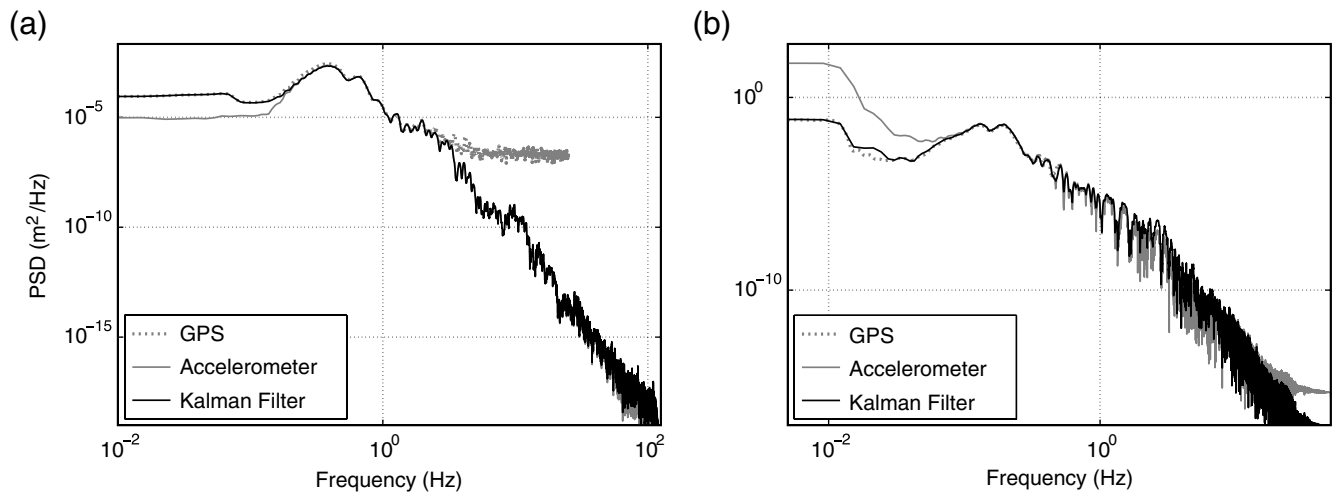 (a)
(b)
PSD (m²/Hz)
10⁻⁵
10⁻¹⁰
10⁻¹⁵
GPS
Accelerometer
Kalman Filter
10⁻²
10⁰
10²
Frequency (Hz)
10⁰
10⁻¹⁰
GPS
Accelerometer
Kalman Filter
10⁻²
10⁰
Frequency (Hz)